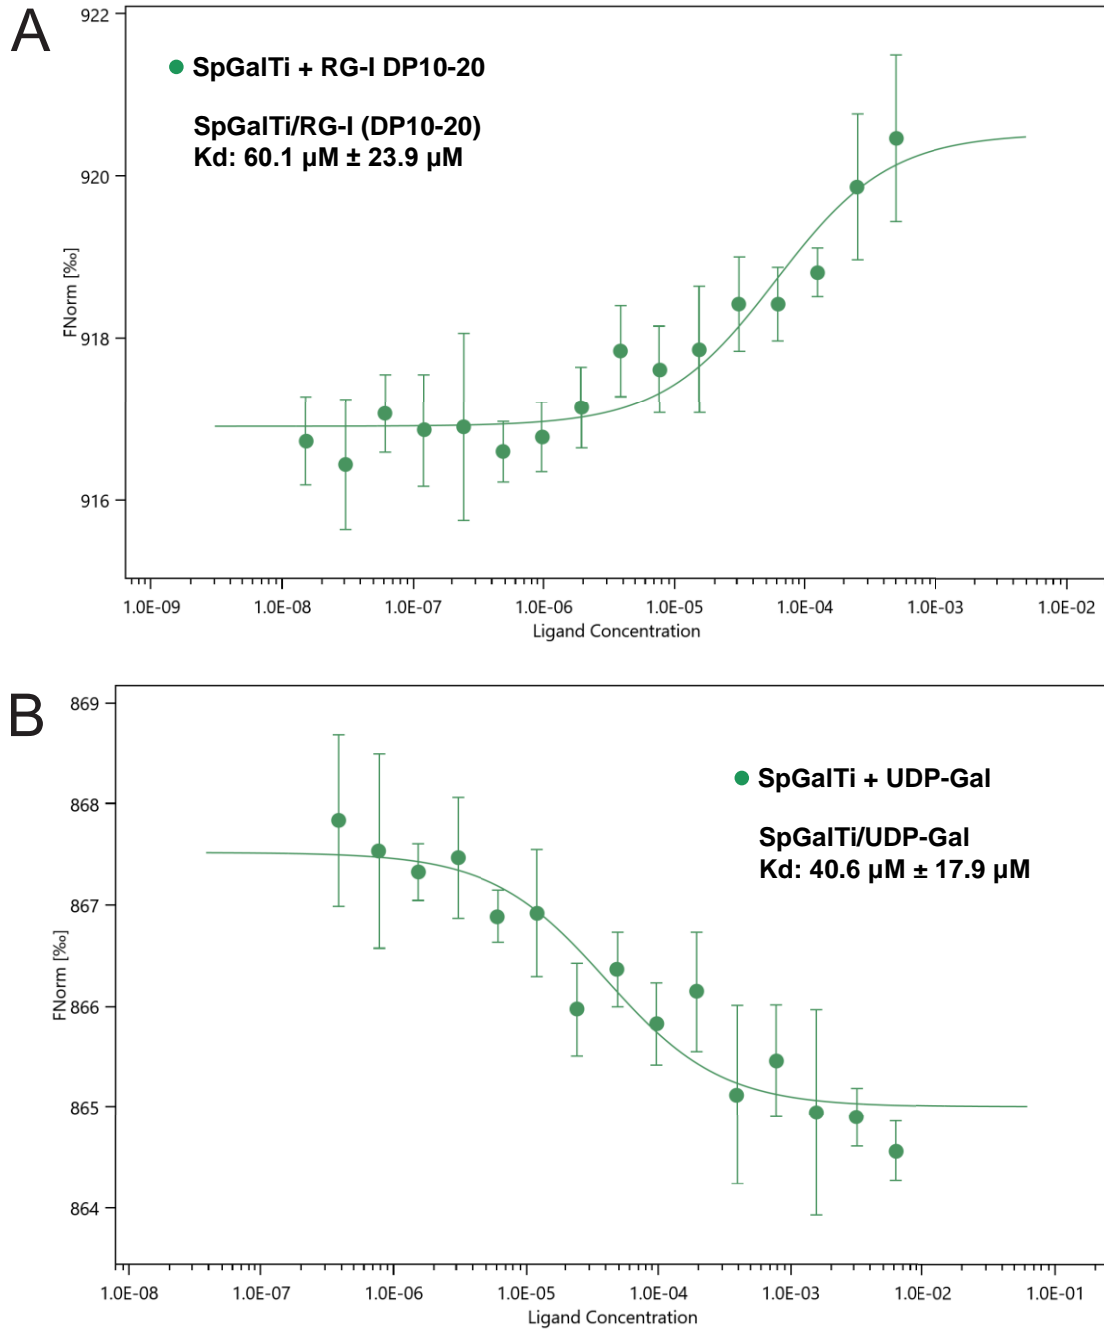 A
922
920
918
916
FNorm [‰]
SpGalTi + RG-I DP10-20
SpGalTi/RG-I (DP10-20)
Kd: 60.1 µM ± 23.9 µM
1.0E-09 1.0E-08 1.0E-07 1.0E-06 1.0E-05 1.0E-04 1.0E-03 1.0E-02
Ligand Concentration
B
869
868
867
866
865
864
FNorm [‰]
SpGalTi + UDP-Gal
SpGalTi/UDP-Gal
Kd: 40.6 µM ± 17.9 µM
1.0E-08 1.0E-07 1.0E-06 1.0E-05 1.0E-04 1.0E-03 1.0E-02 1.0E-01
Ligand Concentration